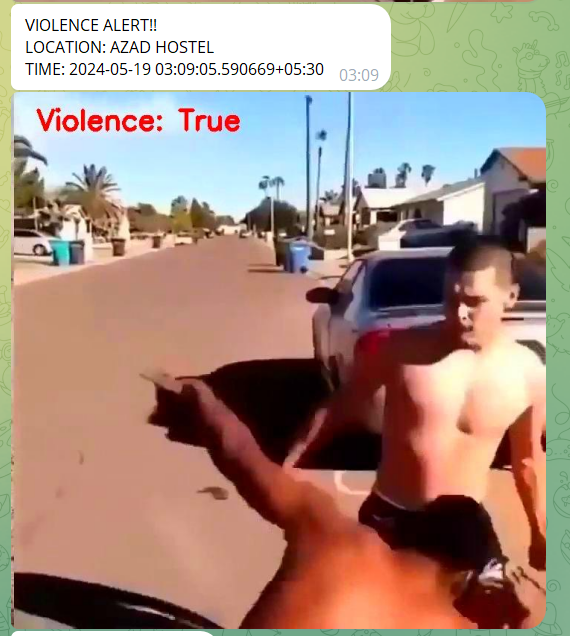 VIOLENCE ALERT!!
LOCATION: AZAD HOSTEL
TIME: 2024-05-19 03:09:05.590669+05:30
03:09
Violence: True